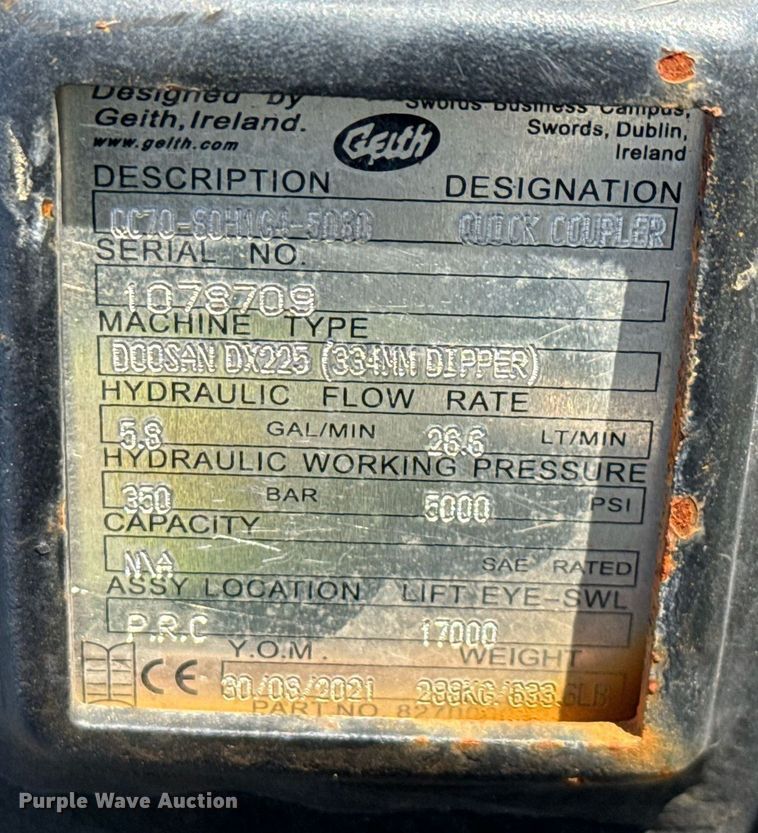 Designed by
Geith, Ireland.
www.geith.com
Geith
Swords Business Campus,
Swords, Dublin,
Ireland
DESCRIPTION DESIGNATION
QUICK COUPLER
SERIAL NO.
1078709
MACHINE TYPE
DOOSAN DX225 (334MM DIPPER)
HYDRAULIC FLOW RATE
5.8 GAL/MIN 26.6 LT/MIN
HYDRAULIC WORKING PRESSURE
350 BAR 5000 PSI
CAPACITY
N\A SAE RATED
ASSY LOCATION LIFT EYE-SWL
P.R.C 17000
Y.O.M. WEIGHT
CE
PART NO.
Purple Wave Auction